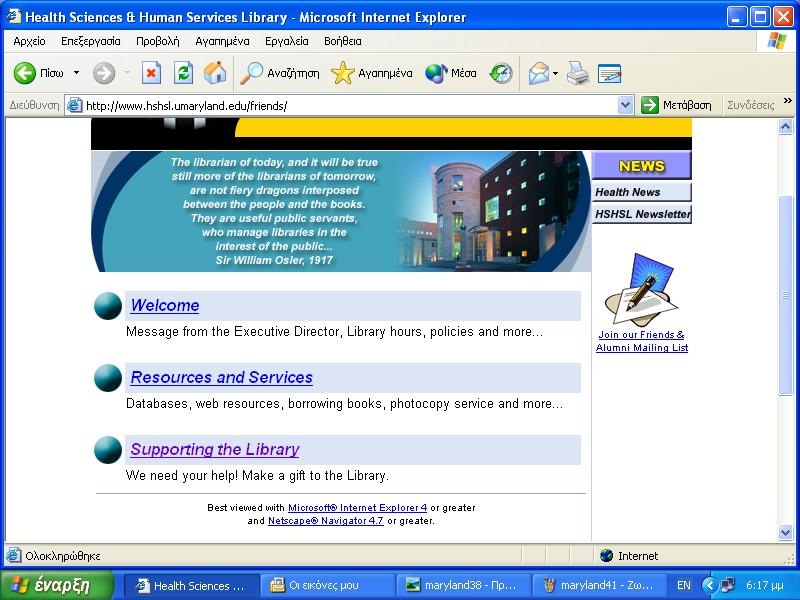 Health Sciences & Human Services Library - Microsoft Internet Explorer
Αρχείο Επεξεργασία Προβολή Αγαπημένα Εργαλεία Βοήθεια
Πίσω Αναζήτηση Αγαπημένα Μέσα
Διεύθυνση http://www.hshsl.umaryland.edu/friends/ Μετάβαση Συνδέσεις »
The librarian of today, and it will be true
still more of the librarians of tomorrow,
are not fiery dragons interposed
between the people and the books.
They are useful public servants,
who manage libraries in the
interest of the public...
Sir William Osler, 1917
NEWS
Health News
HSHSL Newsletter
Join our Friends &
Alumni Mailing List
Welcome
Message from the Executive Director, Library hours, policies and more...
Resources and Services
Databases, web resources, borrowing books, photocopy service and more...
Supporting the Library
We need your help! Make a gift to the Library.
Best viewed with Microsoft® Internet Explorer 4 or greater
and Netscape® Navigator 4.7 or greater.
Ολοκληρώθηκε Internet
έναρξη Health Sciences ... Οι εικόνες μου maryland38 - Πρ... maryland41 - Ζω... EN 6:17 μμ